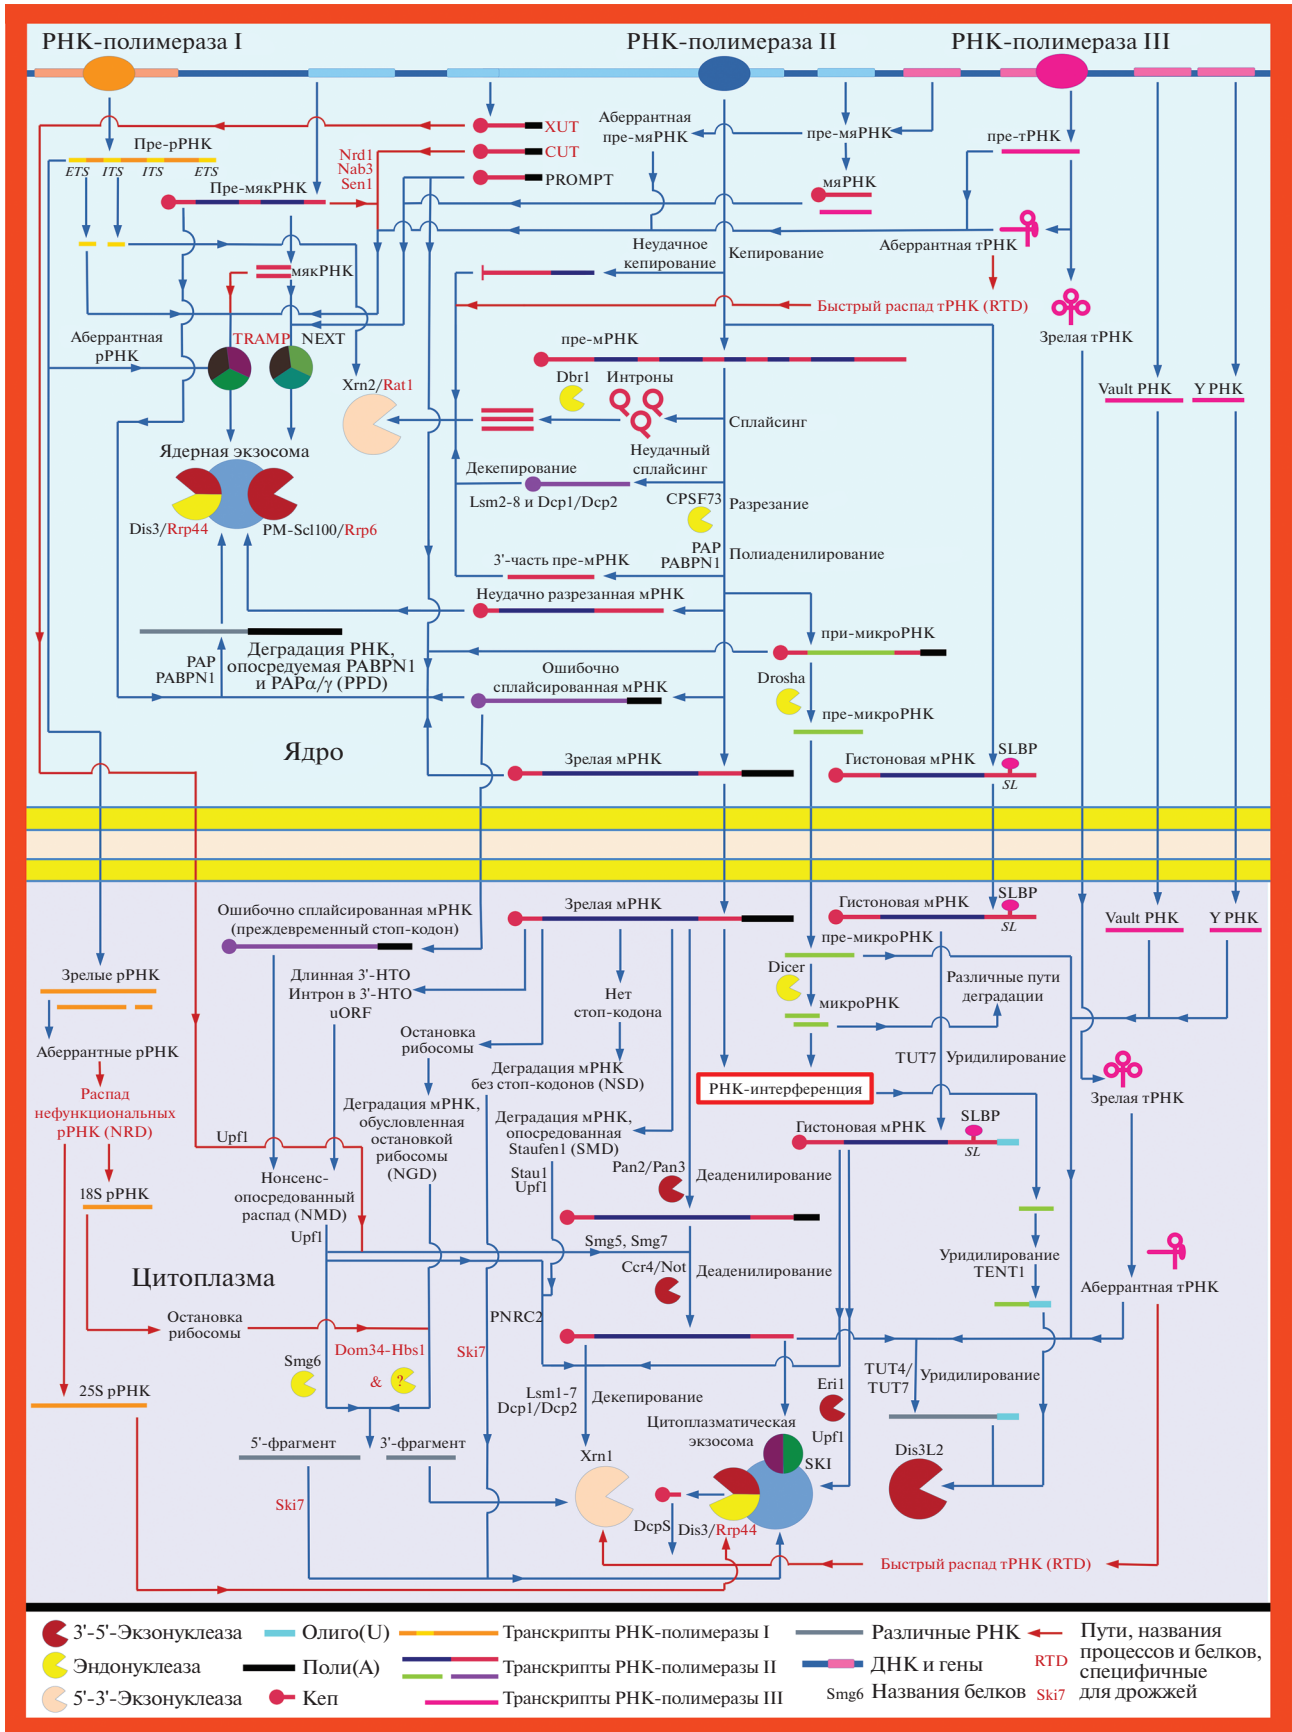 РНК-полимераза I
РНК-полимераза II
РНК-полимераза III
Пре-рРНК
ETS
ITS
ITS
ETS
Nrd1
Nab3
Sen1
XUT
CUT
PROMPT
Аберрантная
пре-мяРНК
пре-мяРНК
мяРНК
пре-тРНК
Пре-мякРНК
мякРНК
Неудачное
кепирование
Кепирование
Аберрантная тРНК
Быстрый распад тРНК (RTD)
Зрелая тРНК
Аберрантная
рРНК
TRAMP
NEXT
Xrn2/Rat1
пре-мРНК
Dbr1
Интроны
Vault РНК
Y РНК
Сплайсинг
Неудачный
сплайсинг
Ядерная экзосома
Dis3/Rrp44
PM-Scl100/Rrp6
Декепирование
Lsm2-8 и Dcp1/Dcp2
CPSF73
Разрезание
PAP
PABPN1
Полиаденилирование
3'-часть пре-мРНК
Неудачно разрезанная мРНК
при-микроРНК
PAP
PABPN1
Деградация РНК,
опосредуемая PABPN1
и PAPα/γ (PPD)
Ошибочно
сплайсированная мРНК
Drosha
пре-микроРНК
Ядро
Зрелая мРНК
Гистоновая мРНК
SLBP
SL
Ошибочно сплайсированная мРНК
(преждевременный стоп-кодон)
Зрелая мРНК
Гистоновая мРНК
SLBP
SL
Vault РНК
Y РНК
пре-микроРНК
Dicer
микроРНК
Различные пути
деградации
Зрелые рРНК
Длинная 3'-НТО
Интрон в 3'-НТО
uORF
Нет
стоп-кодона
Остановка
рибосомы
Аберрантные рРНК
Деградация мРНК
без стоп-кодонов (NSD)
РНК-интерференция
TUT7
Уридилирование
Зрелая тРНК
Распад
нефункциональных
рРНК (NRD)
Upf1
Деградация мРНК,
обусловленная
остановкой
рибосомы
(NGD)
Деградация мРНК,
опосредованная
Staufen1 (SMD)
Гистоновая мРНК
SLBP
SL
Stau1
Upf1
Pan2/Pan3
Деаденилирование
18S рРНК
Нонсенс-
опосредованный
распад (NMD)
Upf1
Smg5, Smg7
Ccr4/Not
Деаденилирование
Уридилирование
TENT1
Аберрантная тРНК
Цитоплазма
Остановка
рибосомы
PNRC2
Dom34-Hbs1
& ?
Ski7
Smg6
25S рРНК
Lsm1-7
Dcp1/Dcp2
Декепирование
Eri1
Upf1
TUT4/
TUT7
Уридилирование
Цитоплазматическая
экзосома
SKI
5'-фрагмент
3'-фрагмент
Xrn1
Dis3L2
Ski7
DcpS
Dis3/Rrp44
Быстрый распад тРНК (RTD)
3'-5'-Экзонуклеаза
Эндонуклеаза
5'-3'-Экзонуклеаза
Олиго(U)
Поли(А)
Кеп
Транскрипты РНК-полимеразы I
Транскрипты РНК-полимеразы II
Транскрипты РНК-полимеразы III
Различные РНК
ДНК и гены
Smg6 Названия белков
RTD
Ski7
Пути, названия
процессов и белков,
специфичные
для дрожжей